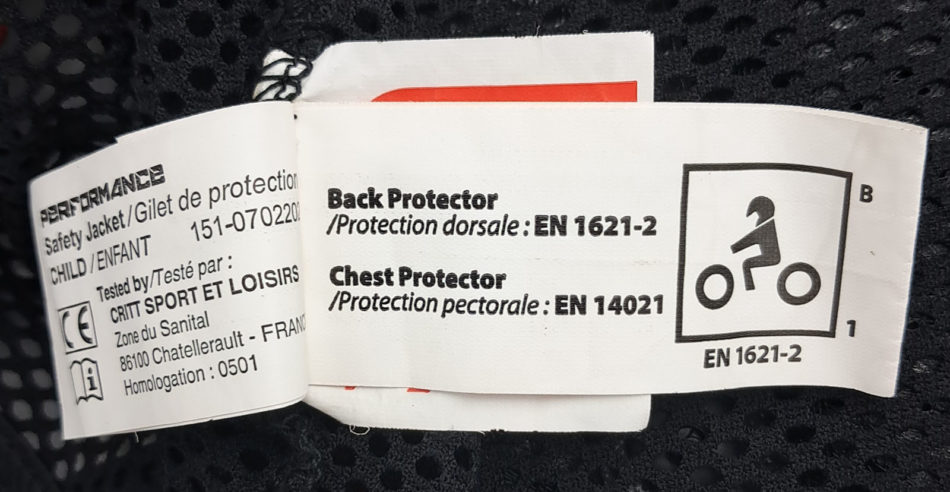 PERFORMANCE
Safety Jacket/Gilet de protection
CHILD / ENFANT 151-070220
Tested by/Testé par :
CRITT SPORT ET LOISIRS
Zone du Sanital
86100 Chatellerault - FRANC
Homologation : 0501
CE
i
Back Protector
/Protection dorsale : EN 1621-2
Chest Protector
/Protection pectorale : EN 14021
B
1
EN 1621-2